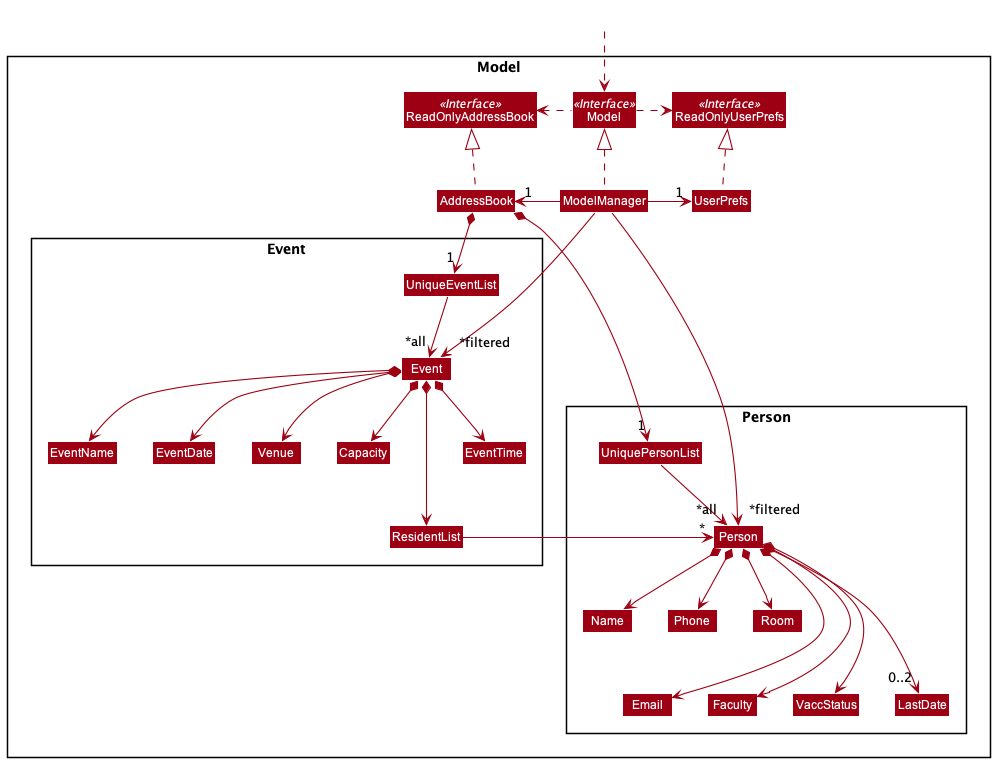 Model
«Interface»
ReadOnlyAddressBook
«Interface»
Model
«Interface»
ReadOnlyUserPrefs
AddressBook
1
ModelManager
1
UserPrefs
Event
1
UniqueEventList
*all
*filtered
Event
Person
1
EventName
EventDate
Venue
Capacity
EventTime
UniquePersonList
*all
*filtered
*
ResidentList
Person
Name
Phone
Room
0..2
Email
Faculty
VaccStatus
LastDate